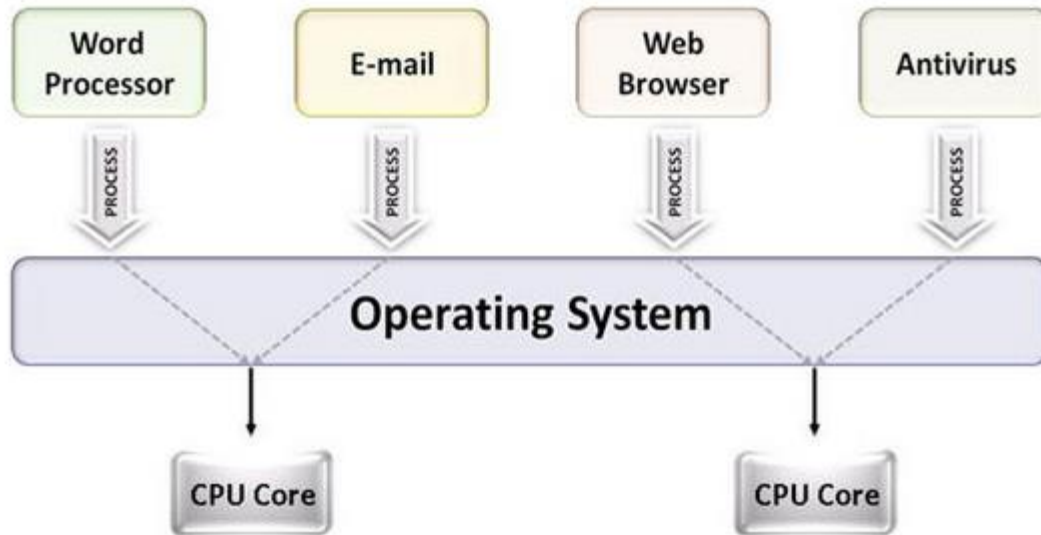 Word
Processor
E-mail
Web
Browser
Antivirus
PROCESS
PROCESS
PROCESS
PROCESS
Operating System
CPU Core
CPU Core